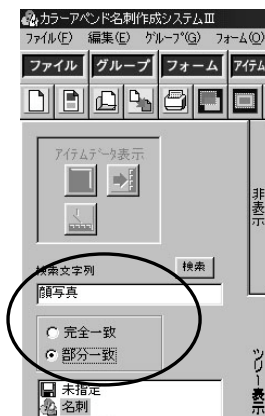 カラーアペンド名刺作成システムⅢ
ファイル(F) 編集(E) グループ(G) フォーム(O)
ファイル グループ フォーム アイテム
アイテムデータ表示
非表示
検索文字列 検索
顔写真
完全一致
部分一致
ツリー表示
未指定
名刺